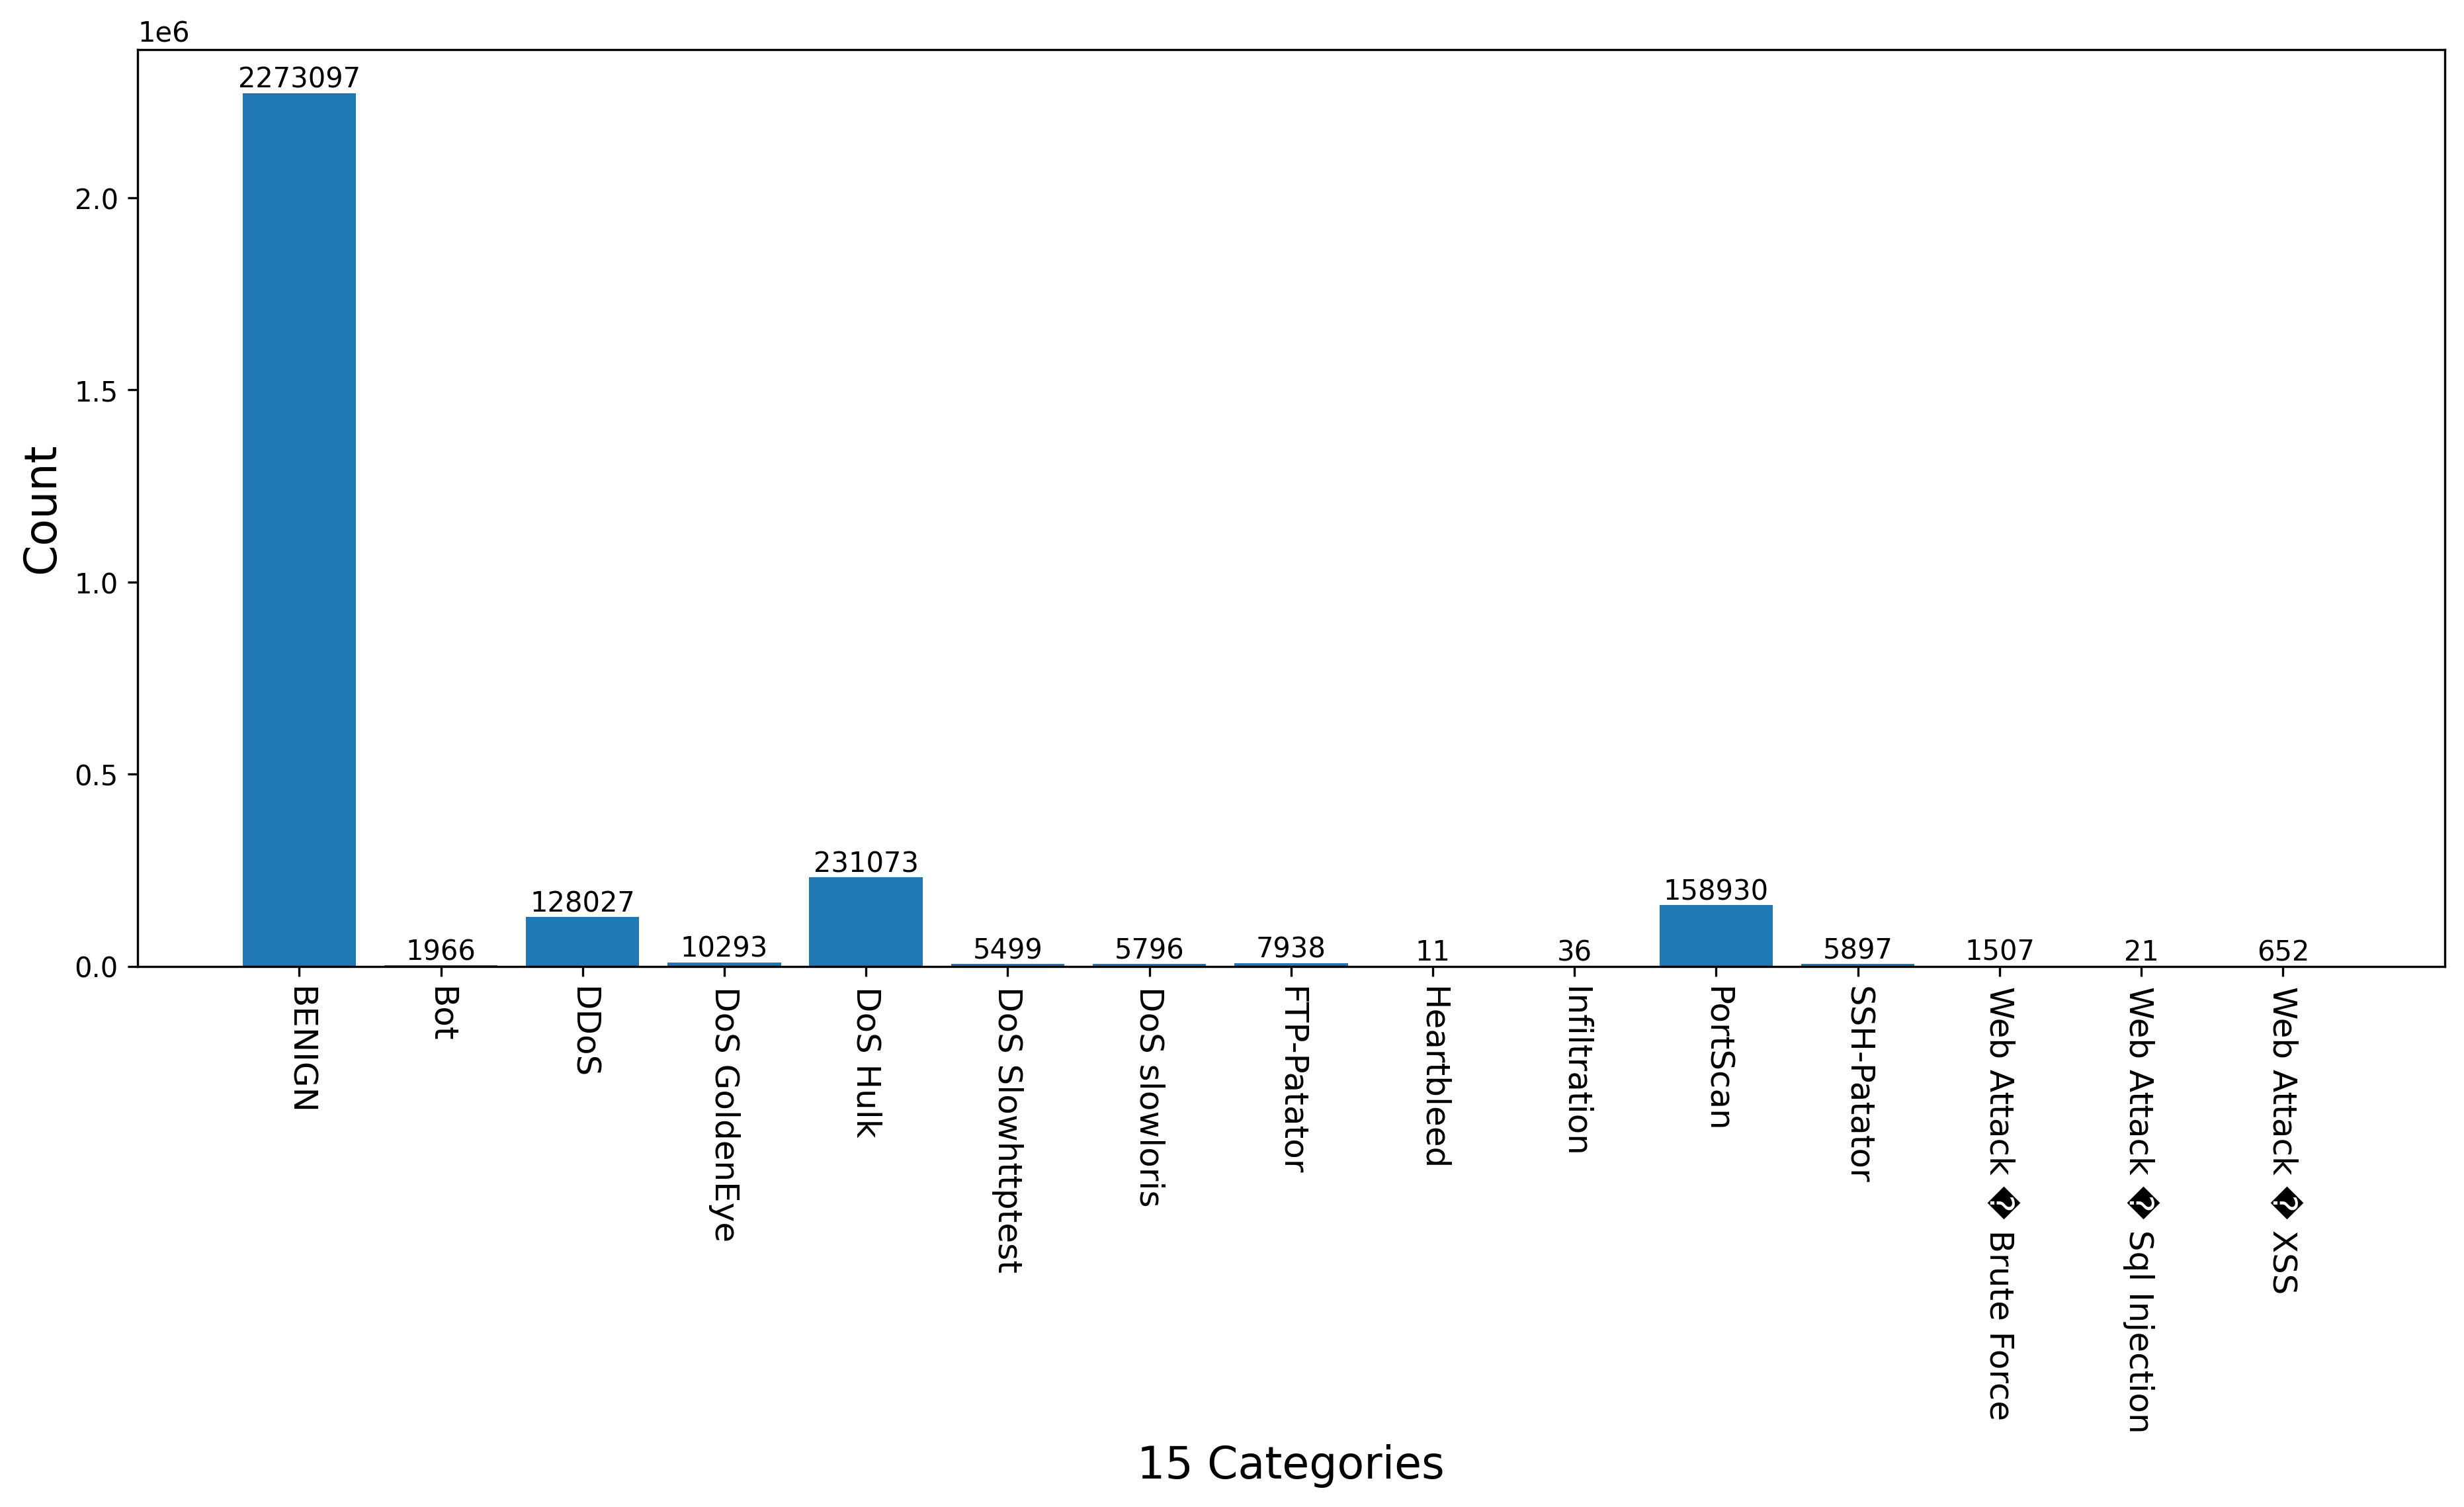 1e6
2273097
2.0
1.5
1.0
0.5
0.0
Count
1966
128027
10293
231073
5499
5796
7938
11
36
158930
5897
1507
21
652
BENIGN
Bot
DDoS
DoS GoldenEye
DoS Hulk
DoS Slowhttptest
DoS slowloris
FTP-Patator
Heartbleed
Infiltration
PortScan
SSH-Patator
Web Attack � Brute Force
Web Attack � Sql Injection
Web Attack � XSS
15 Categories